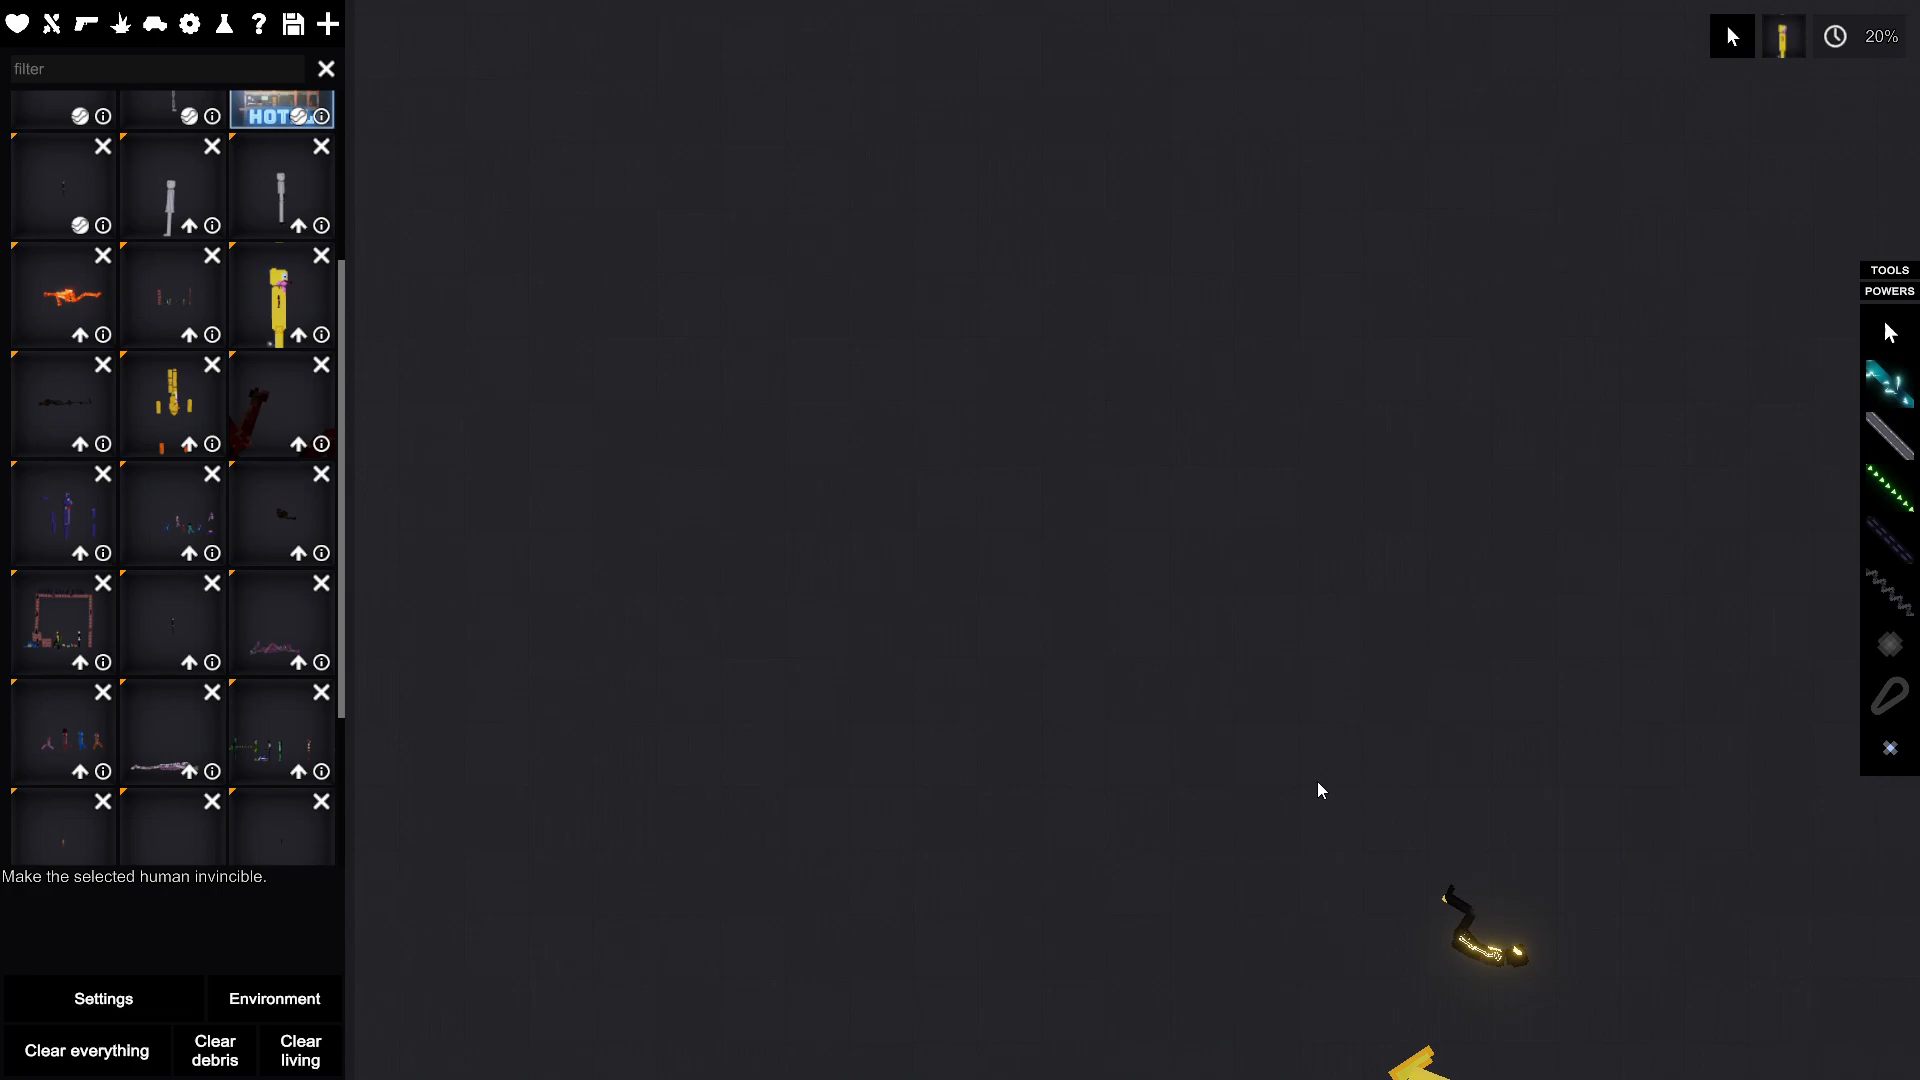 20%
filter
HOT
TOOLS
POWERS
Make the selected human invincible.
Settings
Environment
Clear everything
Clear debris
Clear living